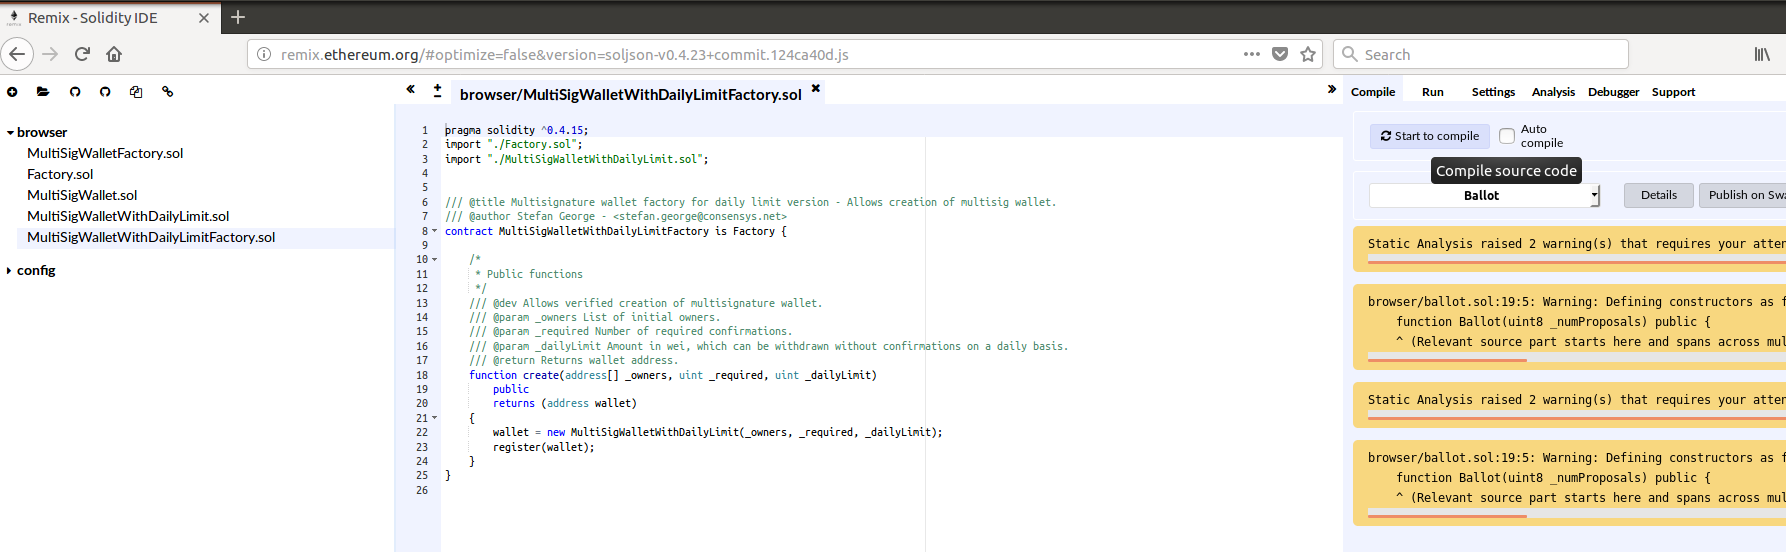 Remix - Solidity IDE
remix.ethereum.org/#optimize=false&version=soljson-v0.4.23+commit.124ca40d.js
Search
browser
MultiSigWalletFactory.sol
Factory.sol
MultiSigWallet.sol
MultiSigWalletWithDailyLimit.sol
MultiSigWalletWithDailyLimitFactory.sol
config
browser/MultiSigWalletWithDailyLimitFactory.sol
1 pragma solidity ^0.4.15;
2 import "./Factory.sol";
3 import "./MultiSigWalletWithDailyLimit.sol";
4
5
6 /// @title Multisignature wallet factory for daily limit version - Allows creation of multisig wallet.
7 /// @author Stefan George - <stefan.george@consensys.net>
8 contract MultiSigWalletWithDailyLimitFactory is Factory {
9
10 /*
11 * Public functions
12 */
13 /// @dev Allows verified creation of multisignature wallet.
14 /// @param _owners List of initial owners.
15 /// @param _required Number of required confirmations.
16 /// @param _dailyLimit Amount in wei, which can be withdrawn without confirmations on a daily basis.
17 /// @return Returns wallet address.
18 function create(address[] _owners, uint _required, uint _dailyLimit)
19 public
20 returns (address wallet)
21 {
22 wallet = new MultiSigWalletWithDailyLimit(_owners, _required, _dailyLimit);
23 register(wallet);
24 }
25 }
26
Compile Run Settings Analysis Debugger Support
Start to compile
Auto
compile
Compile source code
Ballot
Details
Publish on Swa
Static Analysis raised 2 warning(s) that requires your atten
browser/ballot.sol:19:5: Warning: Defining constructors as f
function Ballot(uint8 _numProposals) public {
^ (Relevant source part starts here and spans across mul
Static Analysis raised 2 warning(s) that requires your atten
browser/ballot.sol:19:5: Warning: Defining constructors as f
function Ballot(uint8 _numProposals) public {
^ (Relevant source part starts here and spans across mul